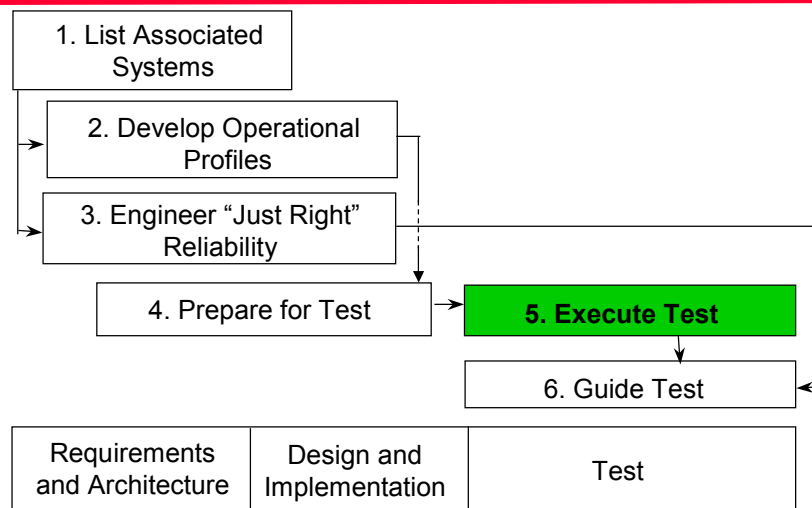 1. List Associated
Systems
2. Develop Operational
Profiles
3. Engineer “Just Right”
Reliability
4. Prepare for Test
5. Execute Test
6. Guide Test
Requirements
and Architecture
Design and
Implementation
Test